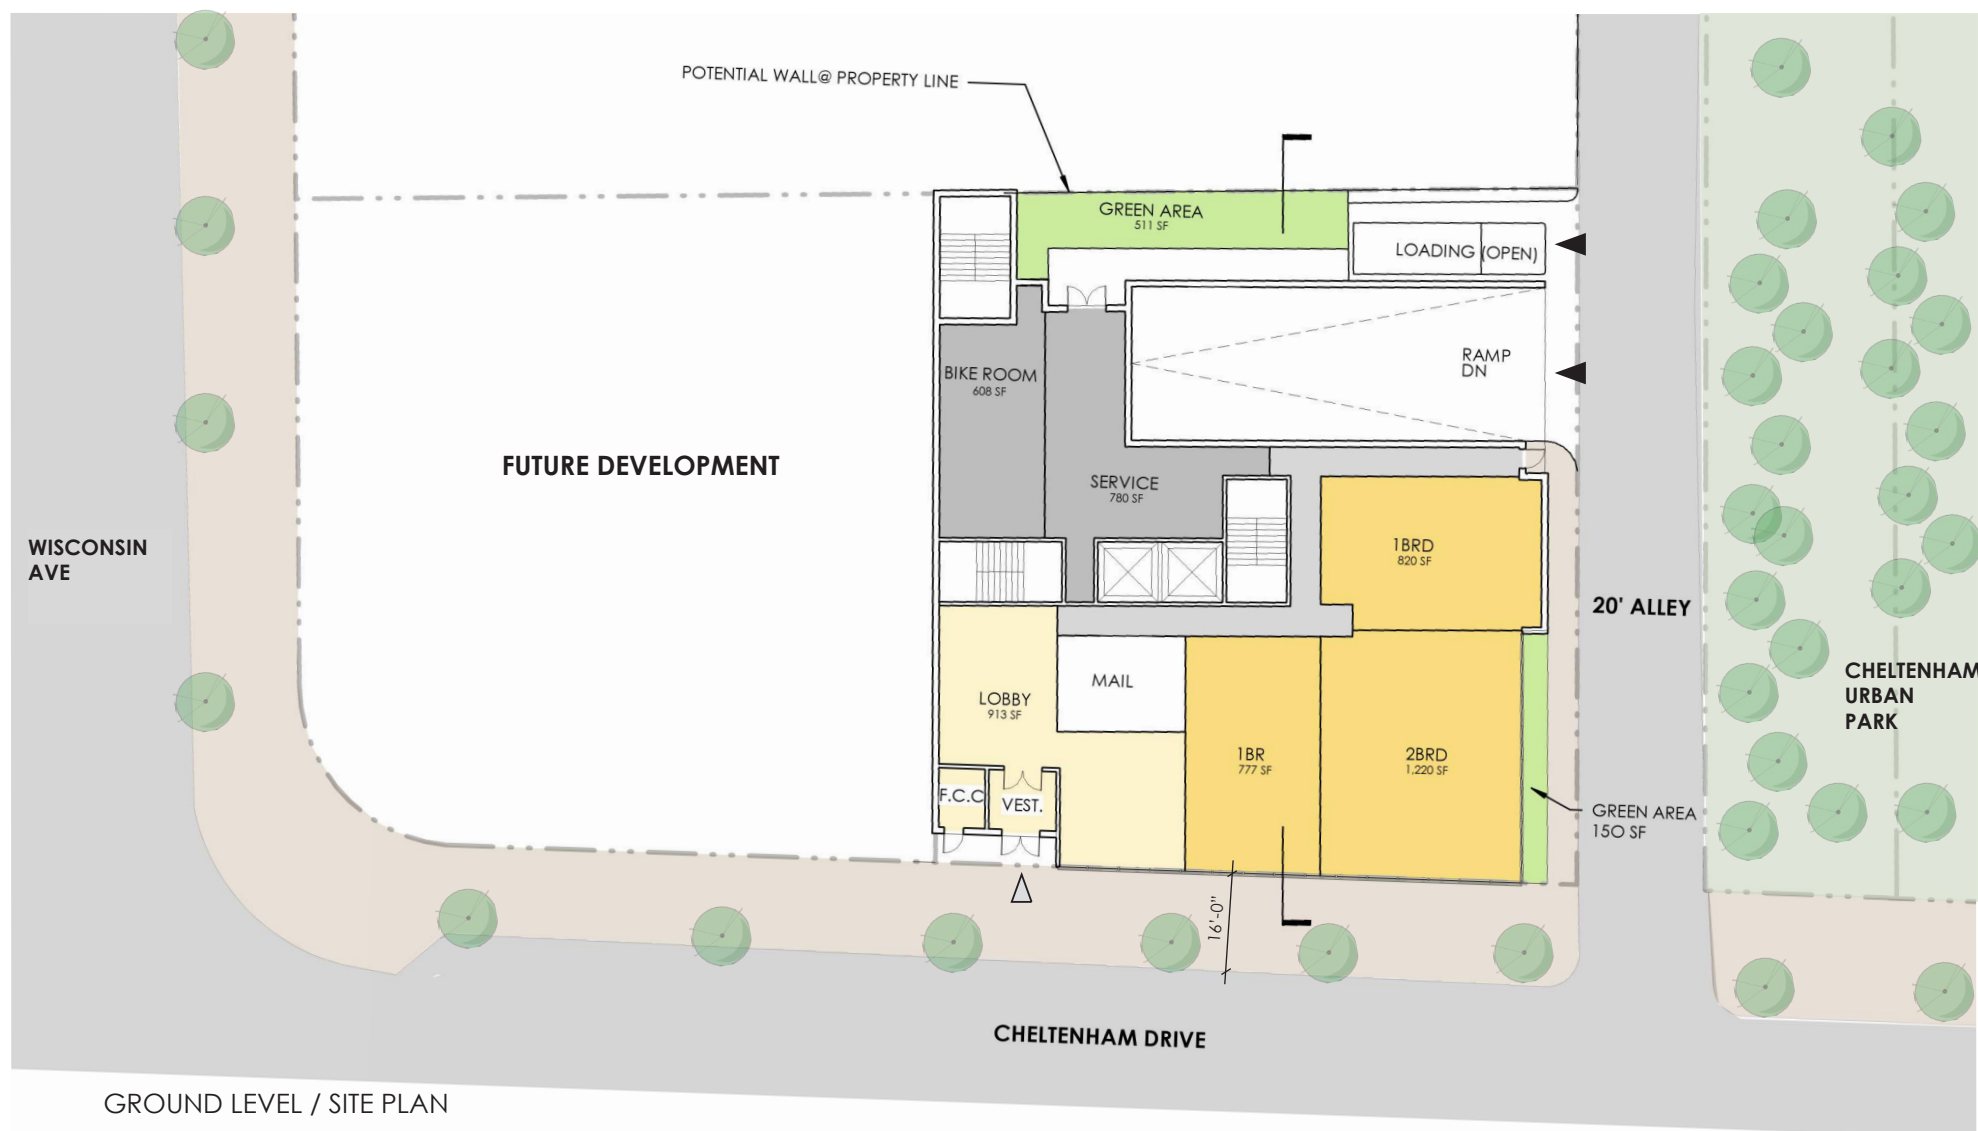 POTENTIAL WALL@ PROPERTY LINE
GREEN AREA
511 SF
LOADING (OPEN)
RAMP
DN
BIKE ROOM
608 SF
FUTURE DEVELOPMENT
SERVICE
780 SF
WISCONSIN
AVE
1BRD
820 SF
20' ALLEY
CHELTENHAM
URBAN
PARK
MAIL
LOBBY
913 SF
1BR
777 SF
2BRD
1,220 SF
F.C.C
VEST.
GREEN AREA
15O SF
16'-0"
CHELTENHAM DRIVE
GROUND LEVEL / SITE PLAN